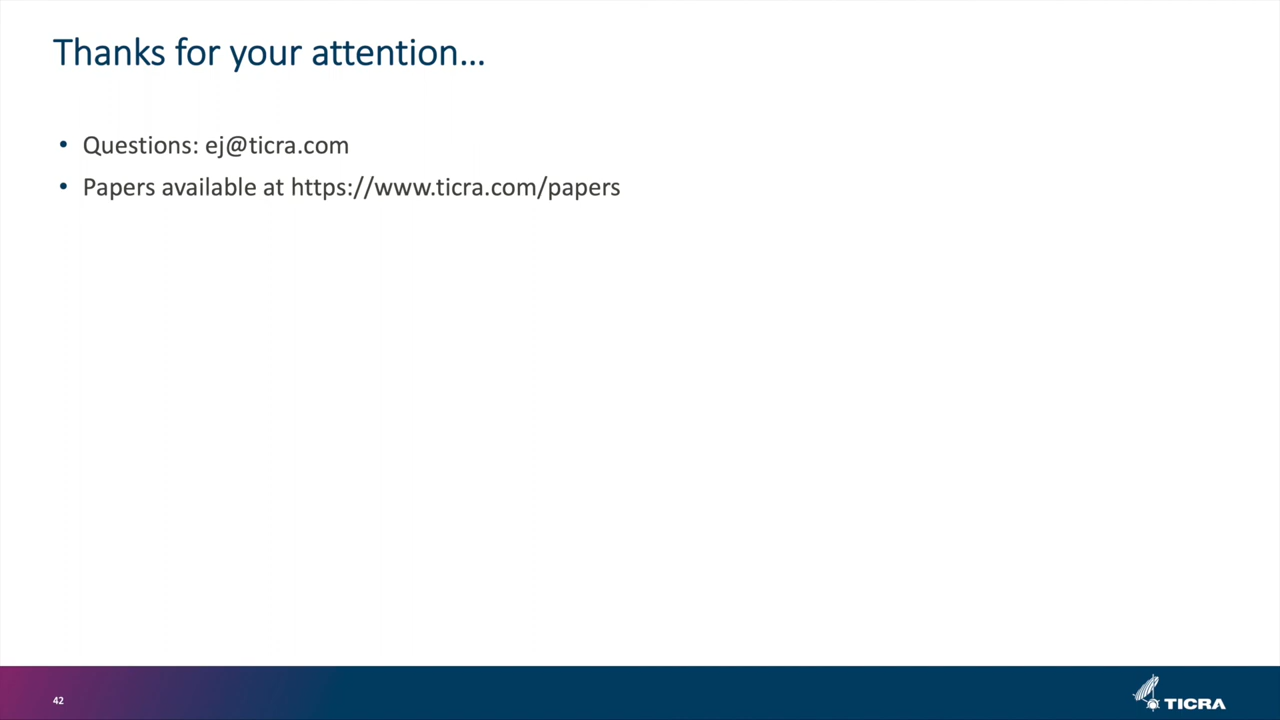 Thanks for your attention...
• Questions: ej@ticra.com
• Papers available at https://www.ticra.com/papers
42
TICRA